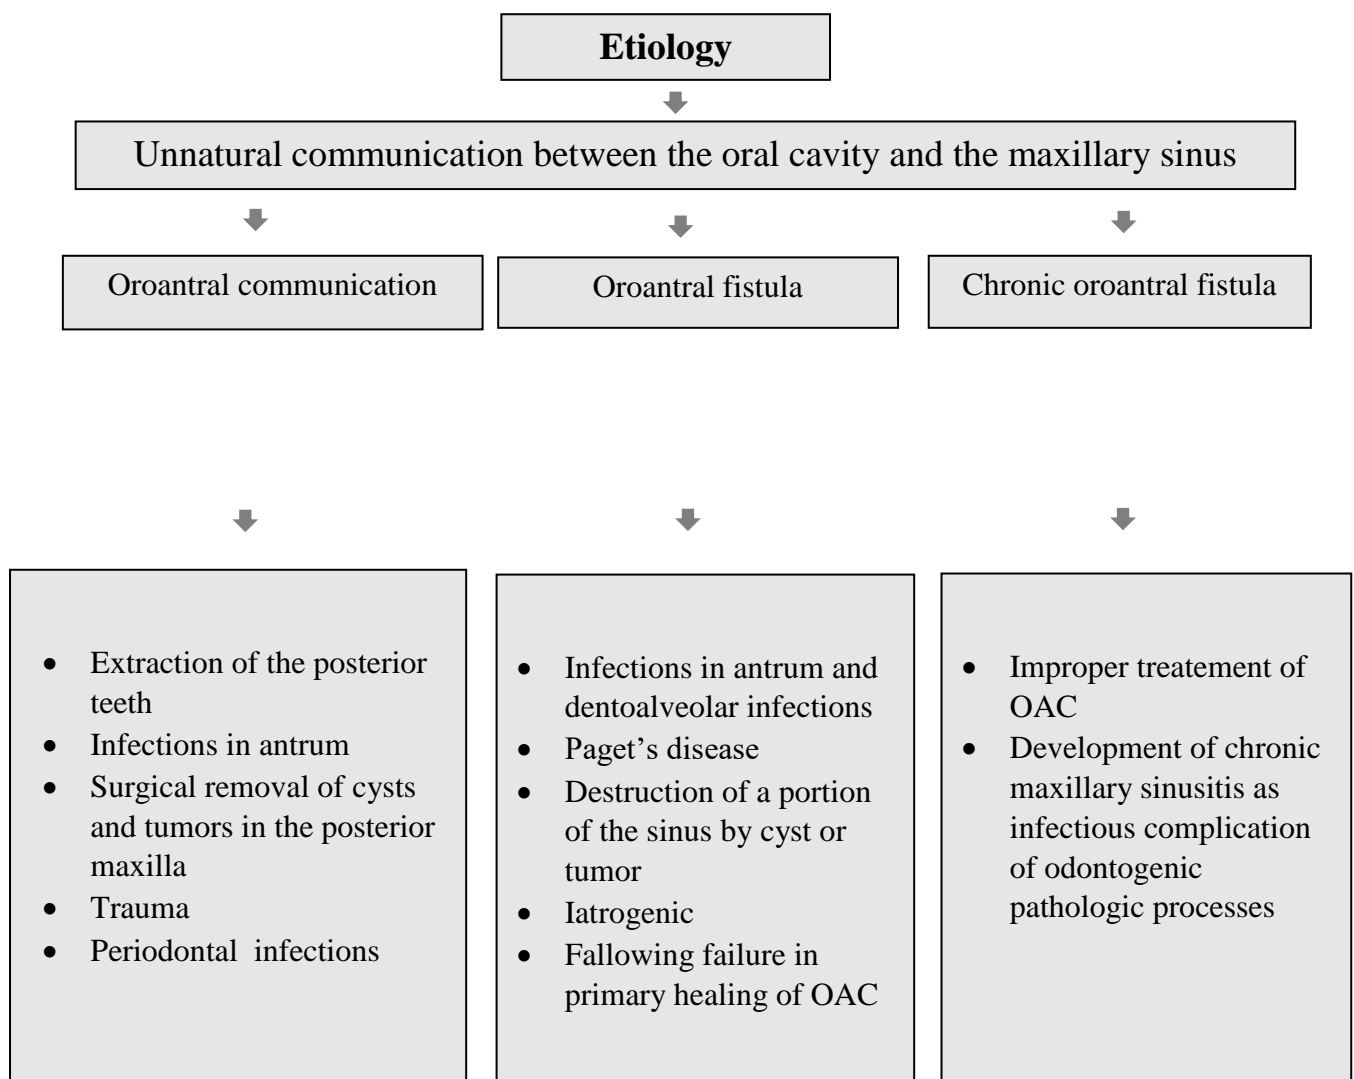 Etiology
Unnatural communication between the oral cavity and the maxillary sinus
Oroantral communication
Oroantral fistula
Chronic oroantral fistula
• Extraction of the posterior
teeth
• Infections in antrum
• Surgical removal of cysts
and tumors in the posterior
maxilla
• Trauma
• Periodontal infections
• Infections in antrum and
dentoalveolar infections
• Paget’s disease
• Destruction of a portion
of the sinus by cyst or
tumor
• Iatrogenic
• Fallowing failure in
primary healing of OAC
• Improper treatement of
OAC
• Development of chronic
maxillary sinusitis as
infectious complication
of odontogenic
pathologic processes